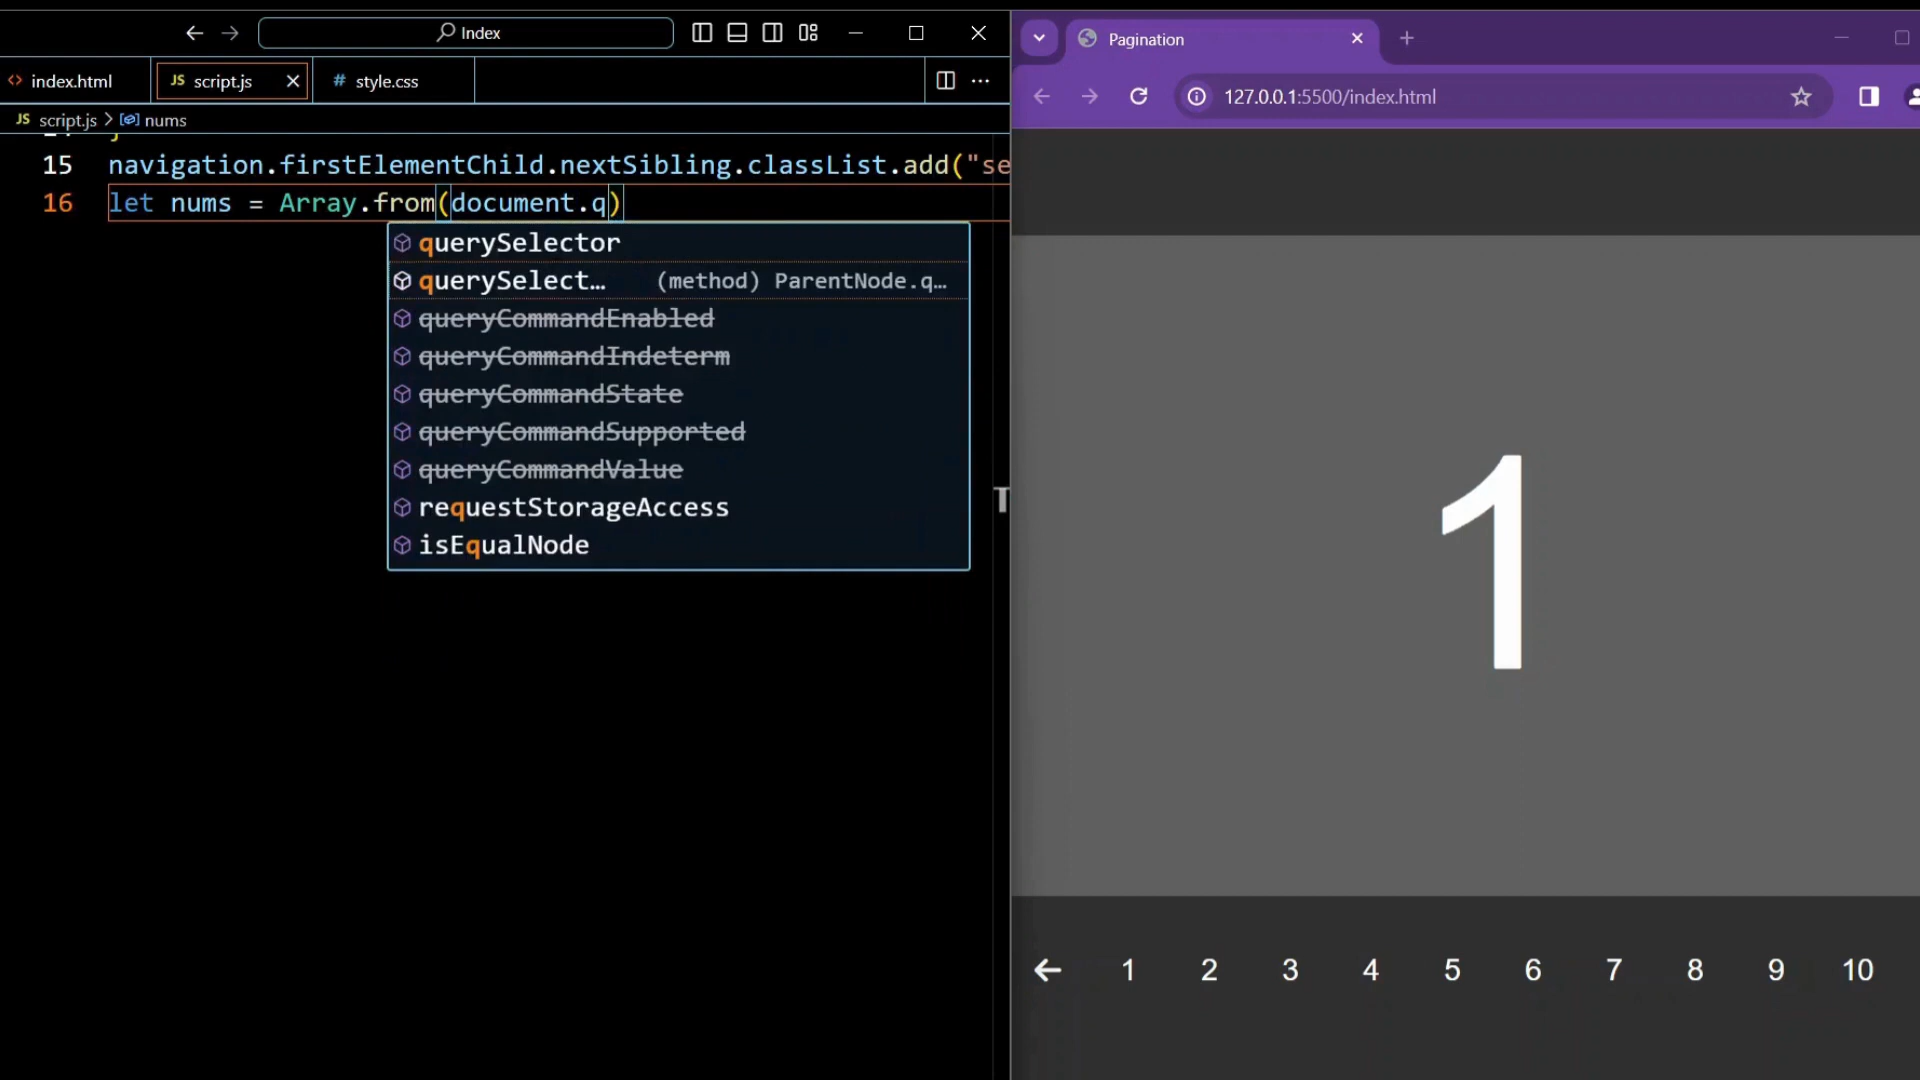 Index
index.html
JS script.js
# style.css
JS script.js > nums
15 navigation.firstElementChild.nextSibling.classList.add("se
16 let nums = Array.from(document.q)
querySelector
querySelect… (method) ParentNode.q…
queryCommandEnabled
queryCommandIndeterm
queryCommandState
queryCommandSupported
queryCommandValue
requestStorageAccess
isEqualNode
T
Pagination
127.0.0.1:5500/index.html
1
1 2 3 4 5 6 7 8 9 10